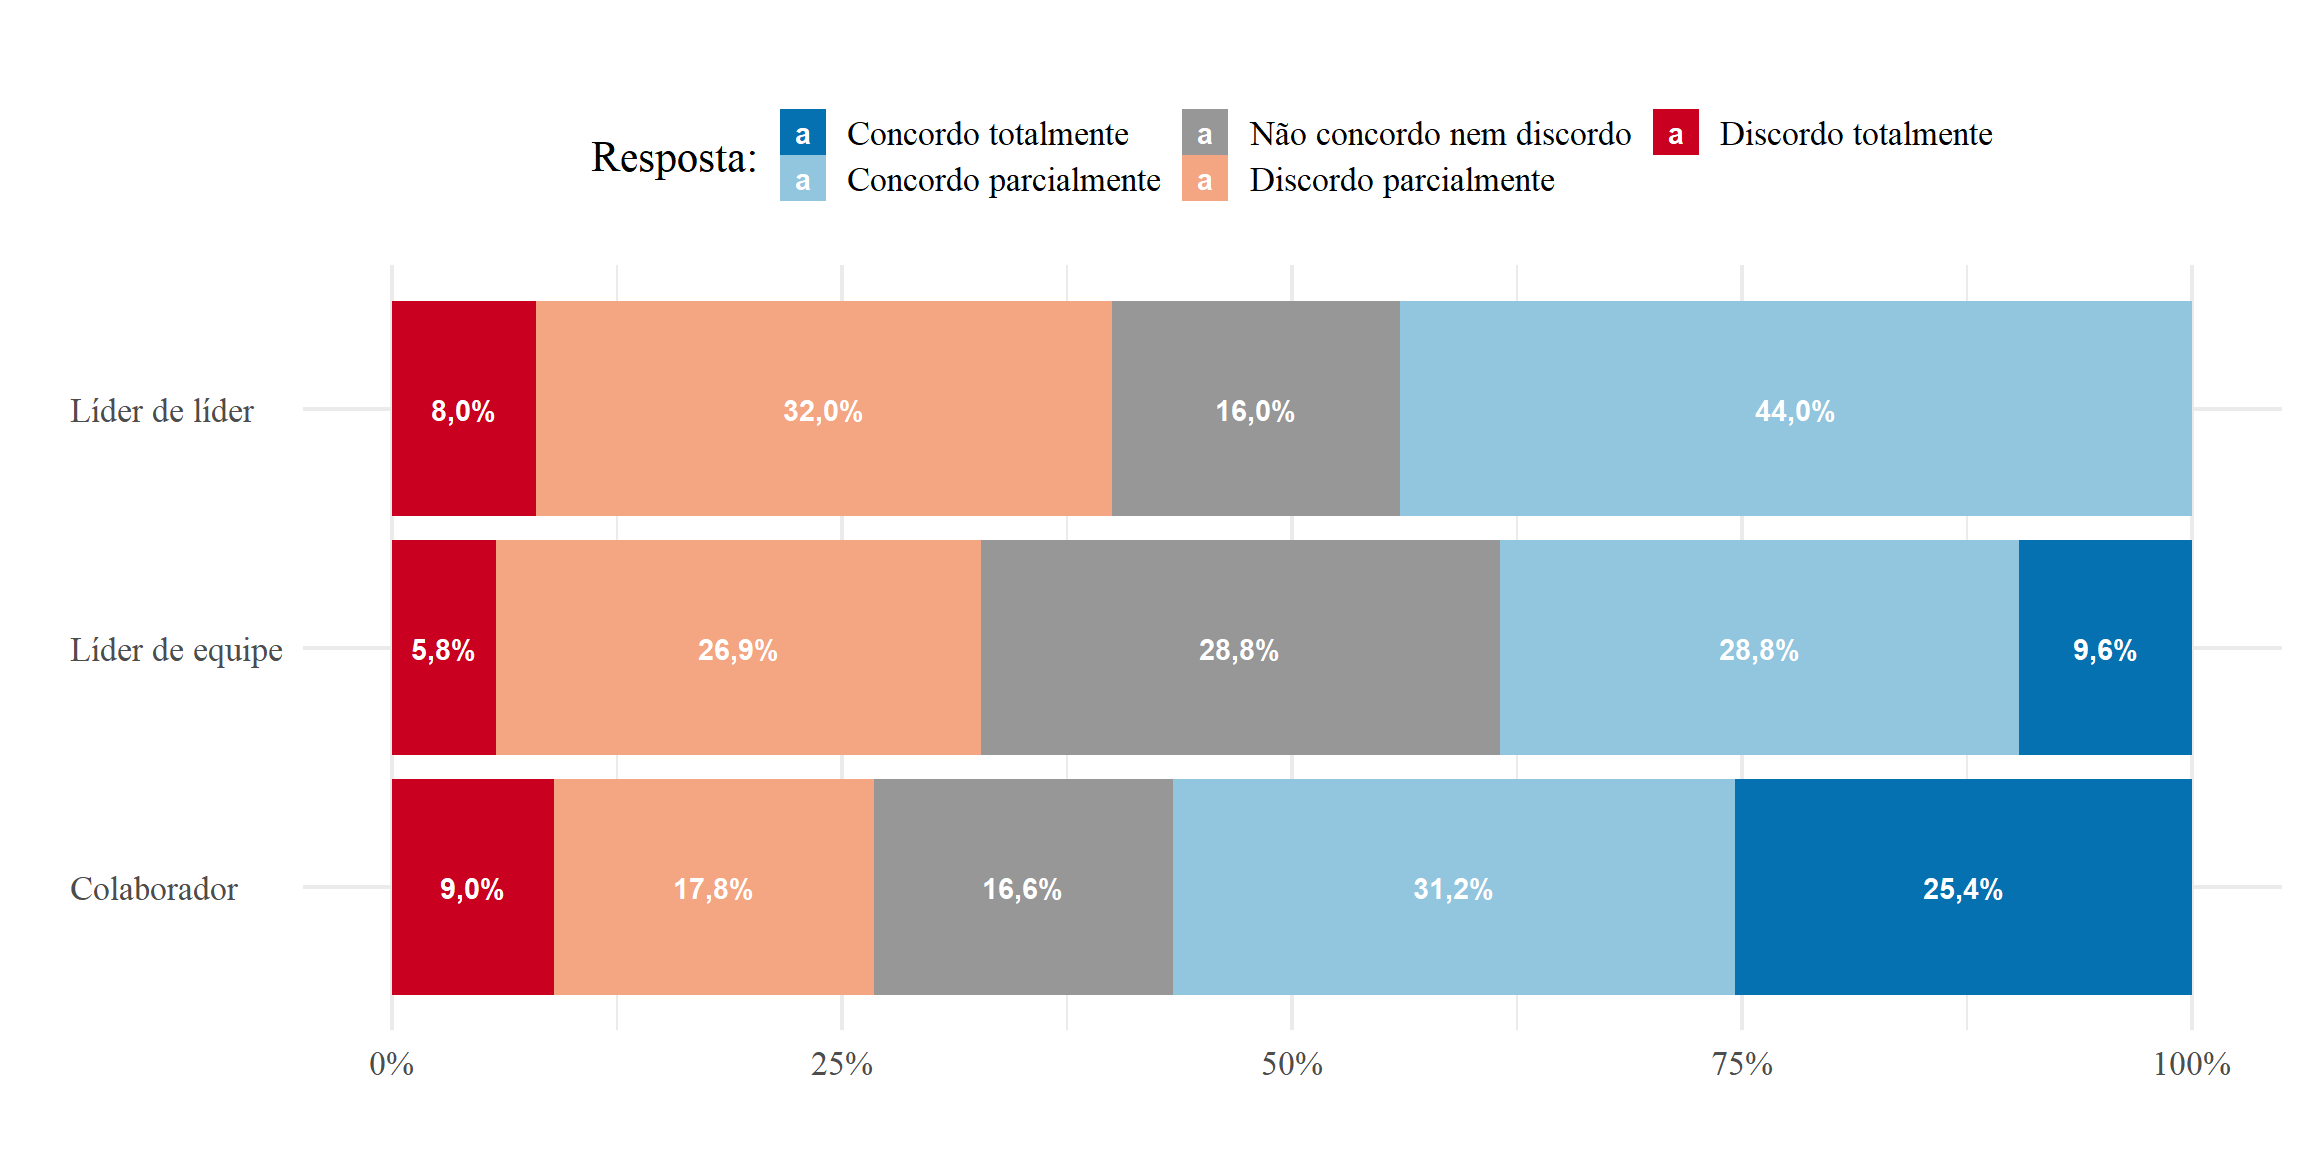 Resposta:
a Concordo totalmente a Não concordo nem discordo a Discordo totalmente
a Concordo parcialmente a Discordo parcialmente
Líder de líder 8,0% 32,0% 16,0% 44,0%
Líder de equipe 5,8% 26,9% 28,8% 28,8% 9,6%
Colaborador 9,0% 17,8% 16,6% 31,2% 25,4%
0% 25% 50% 75% 100%